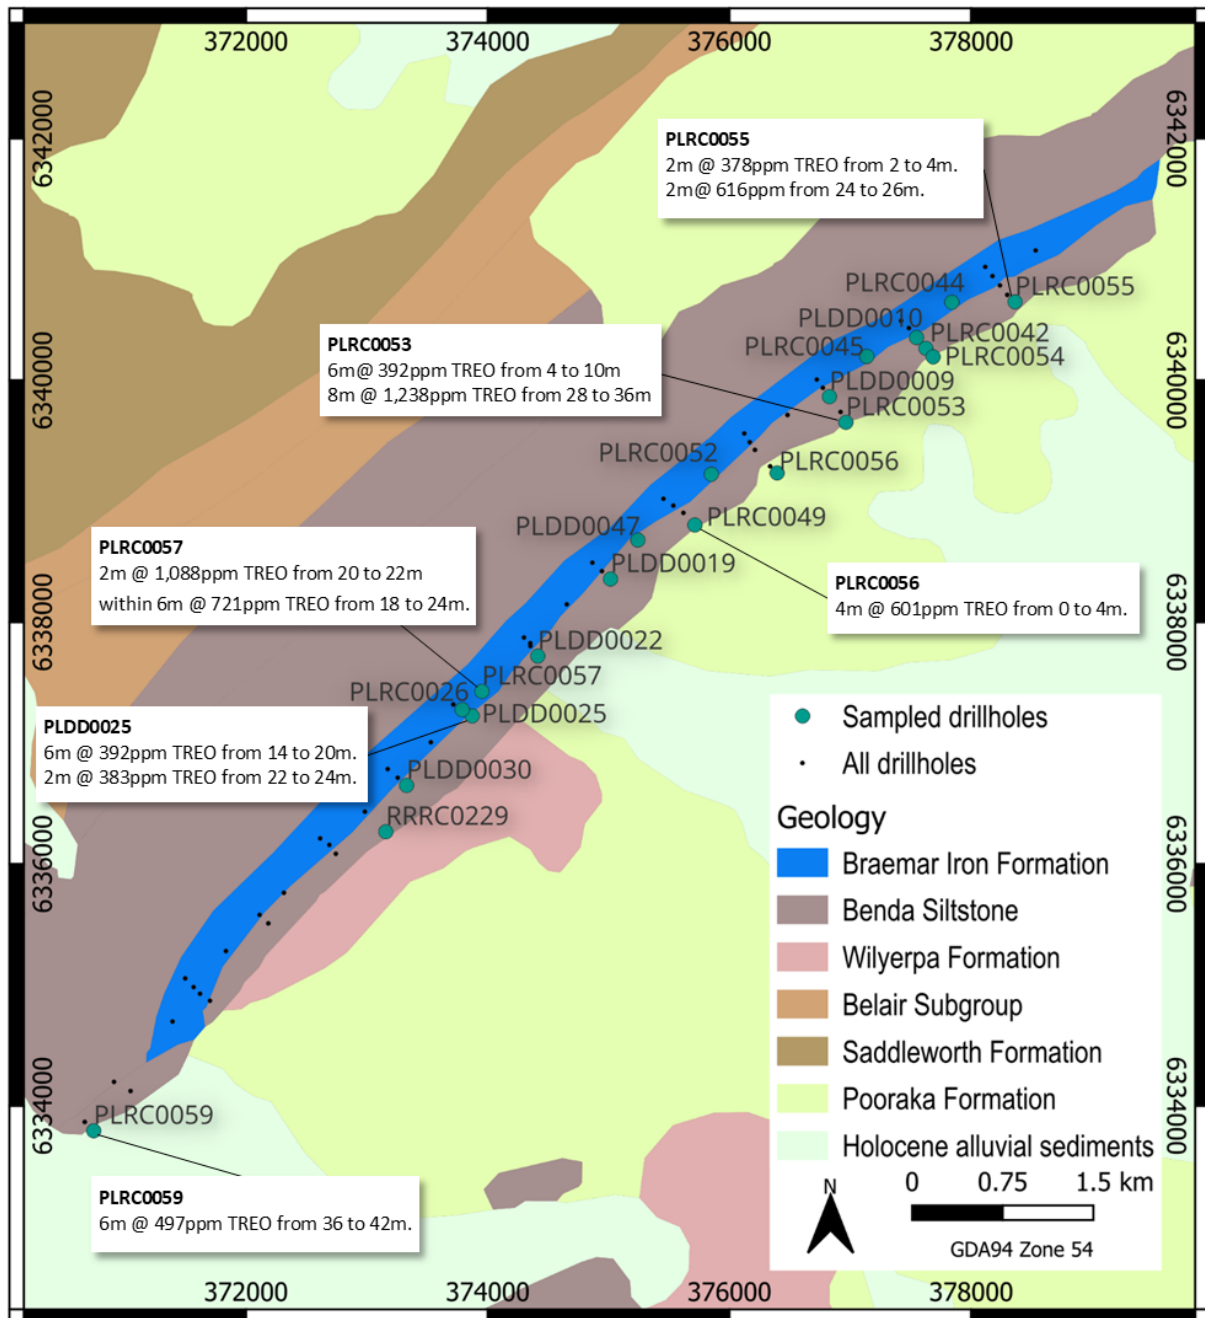 372000
374000
376000
378000
6342000
6342000
PLRC0055
2m @ 378ppm TREO from 2 to 4m.
2m@ 616ppm from 24 to 26m.
PLRC0044
PLRC0055
PLDD0010
PLRC0042
PLRC0045
PLRC0054
PLRC0053
6m@ 392ppm TREO from 4 to 10m
8m @ 1,238ppm TREO from 28 to 36m
6340000
6340000
PLDD0009
PLRC0053
PLRC0052
PLRC0056
PLDD0047
PLRC0049
PLDD0019
PLRC0057
2m @ 1,088ppm TREO from 20 to 22m
within 6m @ 721ppm TREO from 18 to 24m.
PLRC0056
4m @ 601ppm TREO from 0 to 4m.
6338000
6338000
PLDD0022
PLRC0057
PLRC0026
PLDD0025
PLDD0025
6m @ 392ppm TREO from 14 to 20m.
2m @ 383ppm TREO from 22 to 24m.
PLDD0030
RRRC0229
6336000
6336000
Sampled drillholes
All drillholes
Geology
Braemar Iron Formation
Benda Siltstone
Wilyerpa Formation
Belair Subgroup
Saddleworth Formation
Pooraka Formation
Holocene alluvial sediments
6334000
6334000
PLRC0059
PLRC0059
6m @ 497ppm TREO from 36 to 42m.
N
0 0.75 1.5 km
GDA94 Zone 54
372000
374000
376000
378000